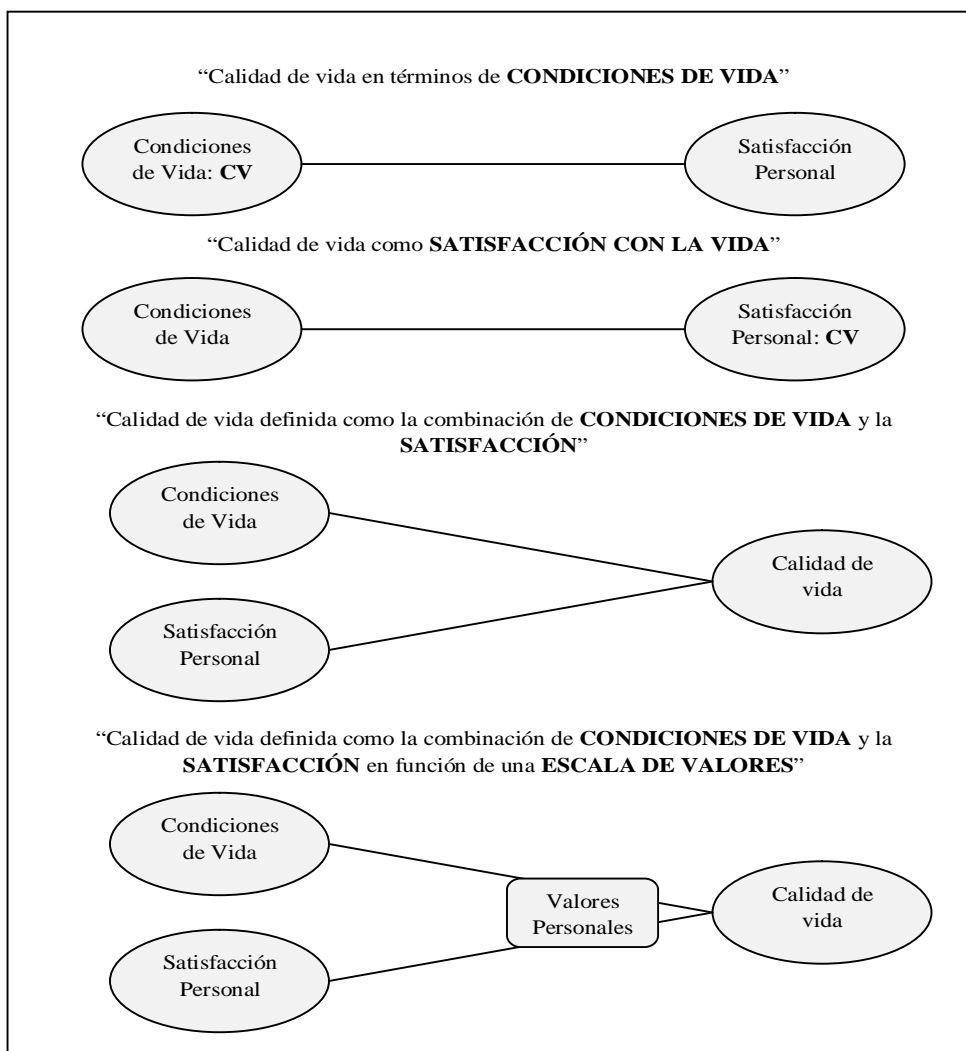 “Calidad de vida en términos de CONDICIONES DE VIDA”
Condiciones
de Vida: CV
Satisfacción
Personal
“Calidad de vida como SATISFACCIÓN CON LA VIDA”
Condiciones
de Vida
Satisfacción
Personal: CV
“Calidad de vida definida como la combinación de CONDICIONES DE VIDA y la
SATISFACCIÓN”
Condiciones
de Vida
Satisfacción
Personal
Calidad de
vida
“Calidad de vida definida como la combinación de CONDICIONES DE VIDA y la
SATISFACCIÓN en función de una ESCALA DE VALORES”
Condiciones
de Vida
Satisfacción
Personal
Valores
Personales
Calidad de
vida